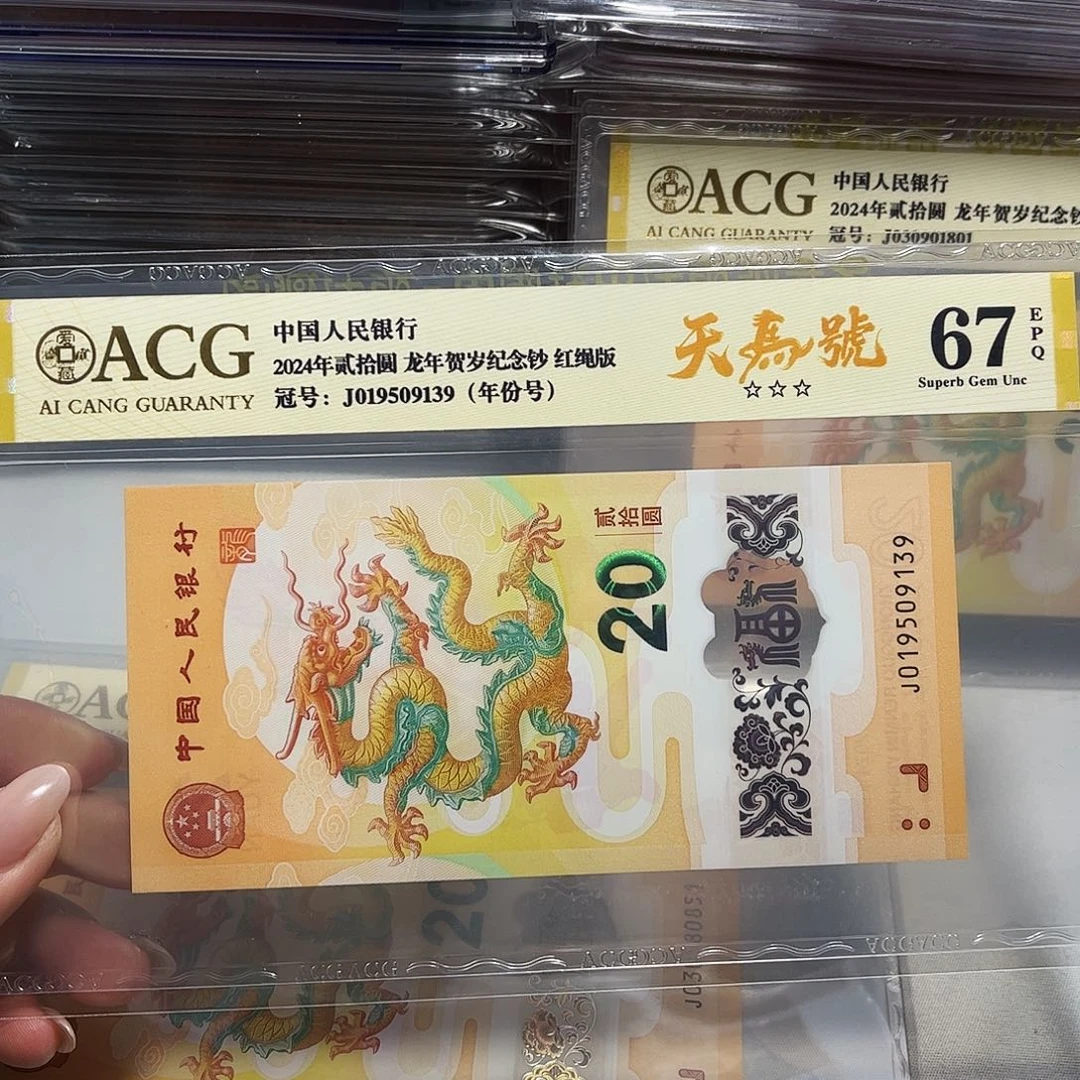 ACG
AI CANG GUARANTY
中国人民银行
2024年贰拾圆 龙年贺岁纪念钞
冠号：J030901801
ACG
AI CANG GUARANTY
中国人民银行
2024年贰拾圆 龙年贺岁纪念钞 红绳版
冠号：J019509139（年份号）
天馬號
☆☆☆
67
EPQ
Superb Gem Unc
中国人民银行
贰拾圆
20
福
J019509139
AC
20